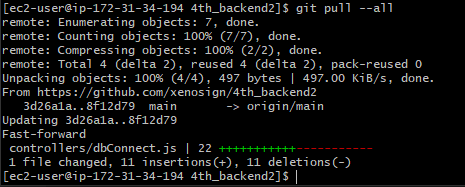 [ec2-user@ip-172-31-34-194 4th_backend2]$ git pull --all
remote: Enumerating objects: 7, done.
remote: Counting objects: 100% (7/7), done.
remote: Compressing objects: 100% (2/2), done.
remote: Total 4 (delta 2), reused 4 (delta 2), pack-reused 0
Unpacking objects: 100% (4/4), 497 bytes | 497.00 KiB/s, done.
From https://github.com/xenosign/4th_backend2
   3d26a1a..8f12d79  main       -> origin/main
Updating 3d26a1a..8f12d79
Fast-forward
 controllers/dbConnect.js | 22 +++++++++++-----------
 1 file changed, 11 insertions(+), 11 deletions(-)
[ec2-user@ip-172-31-34-194 4th_backend2]$